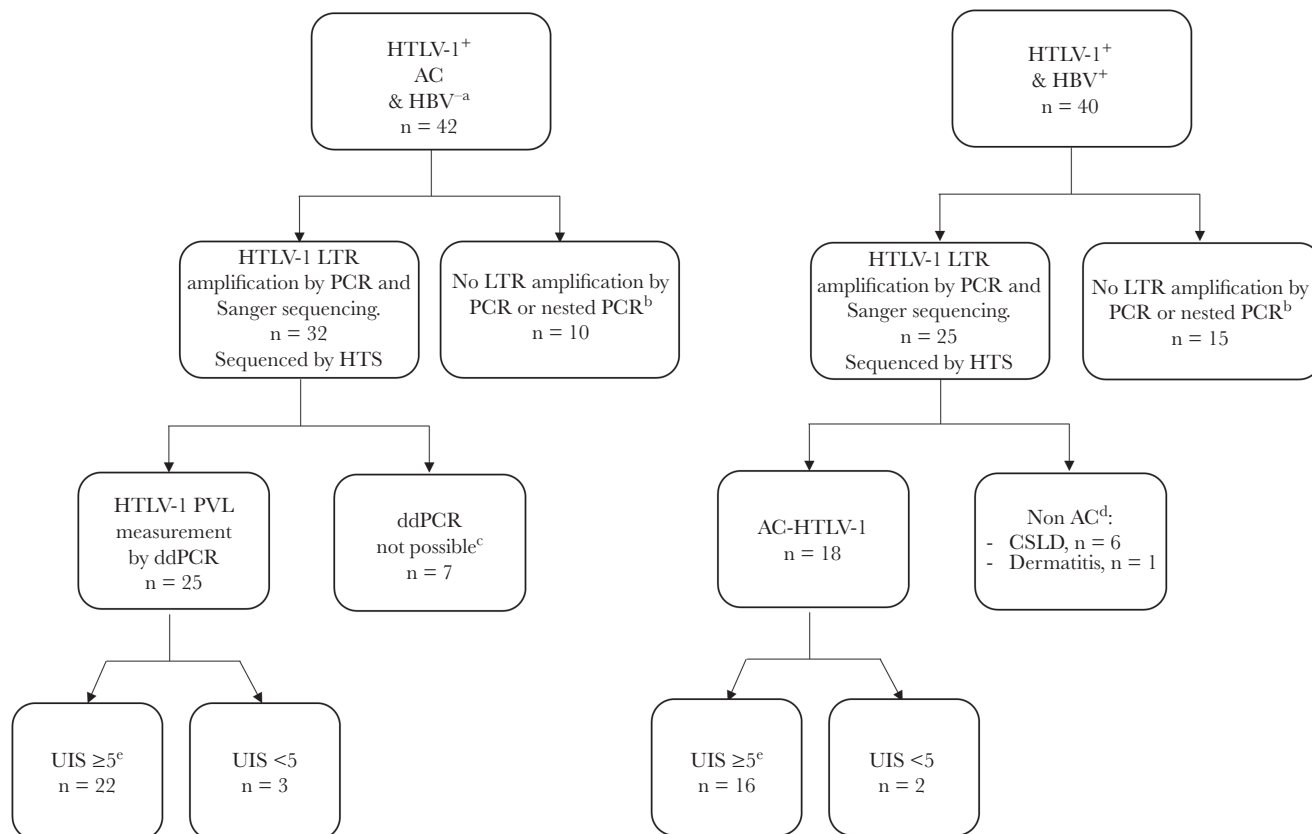 HTLV-1⁺
AC
& HBV⁻ᵃ
n = 42
HTLV-1⁺
& HBV⁺
n = 40
HTLV-1 LTR
amplification by PCR and
Sanger sequencing.
n = 32
Sequenced by HTS
No LTR amplification by
PCR or nested PCRᵇ
n = 10
HTLV-1 LTR
amplification by PCR and
Sanger sequencing.
n = 25
Sequenced by HTS
No LTR amplification by
PCR or nested PCRᵇ
n = 15
HTLV-1 PVL
measurement
by ddPCR
n = 25
ddPCR
not possibleᶜ
n = 7
AC-HTLV-1
n = 18
Non ACᵈ:
- CSLD, n = 6
- Dermatitis, n = 1
UIS ≥5ᵉ
n = 22
UIS <5
n = 3
UIS ≥5ᵉ
n = 16
UIS <5
n = 2